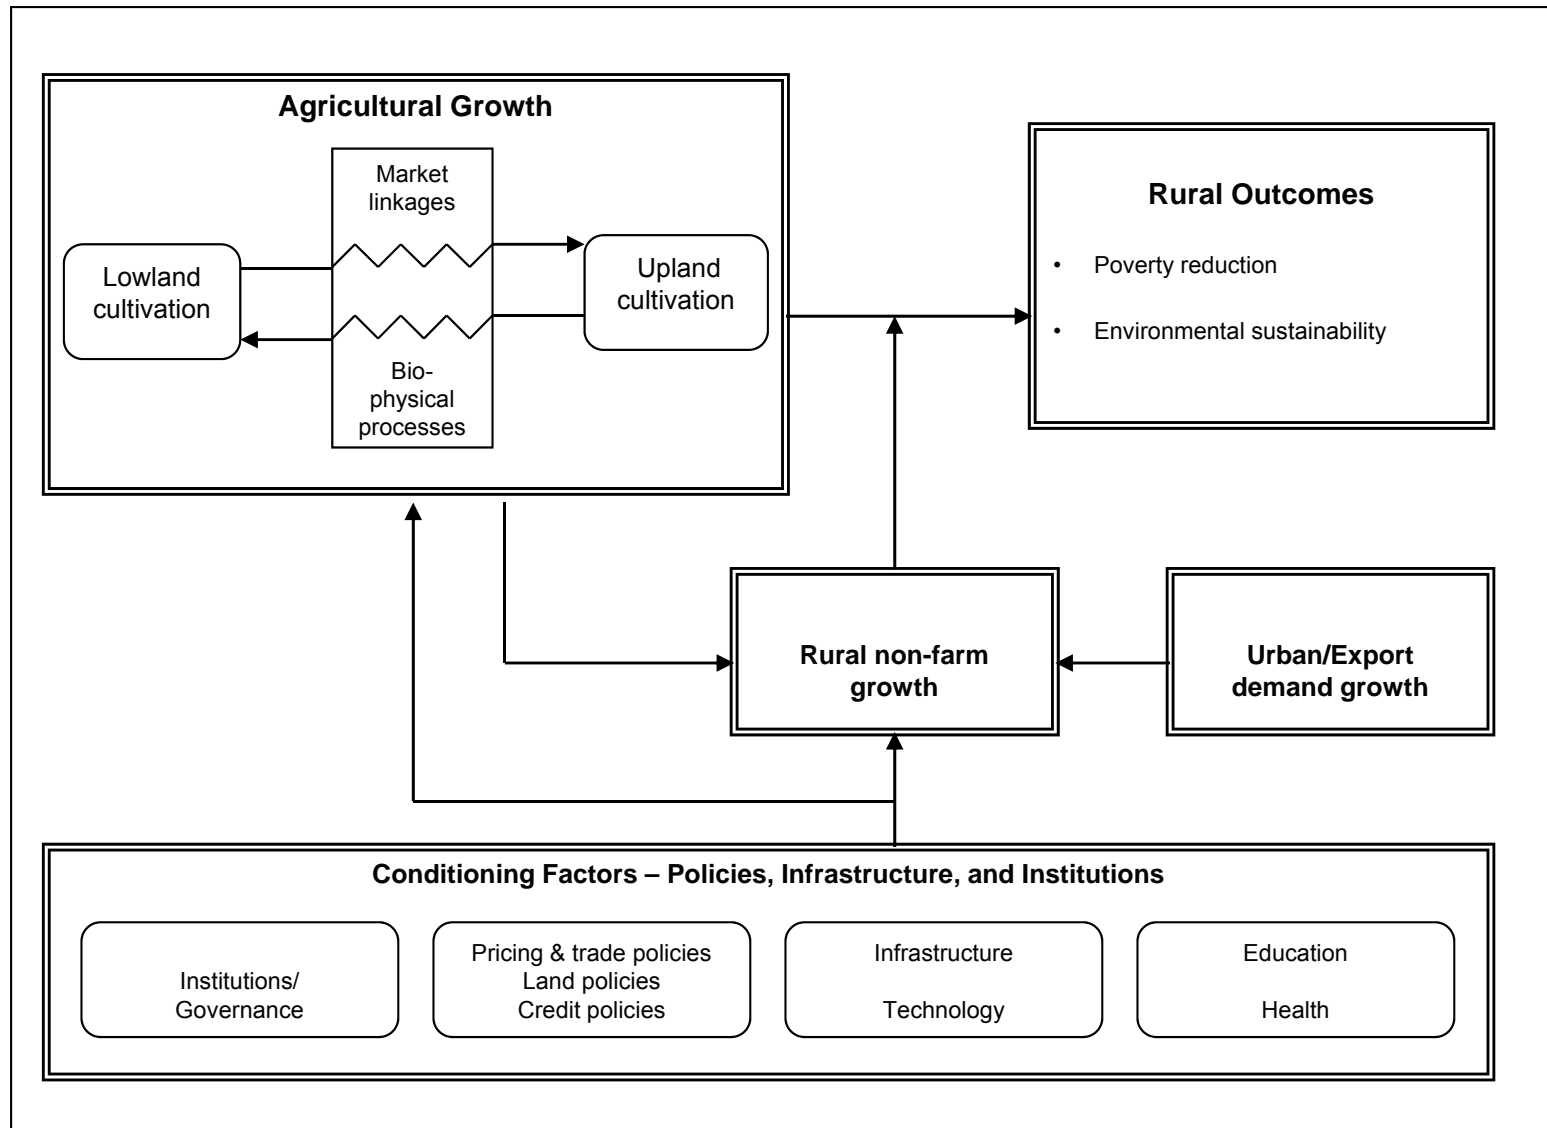 Agricultural Growth
Market
linkages
Lowland
cultivation
Upland
cultivation
Bio-
physical
processes
Rural Outcomes
• Poverty reduction
• Environmental sustainability
Rural non-farm
growth
Urban/Export
demand growth
Conditioning Factors – Policies, Infrastructure, and Institutions
Institutions/
Governance
Pricing & trade policies
Land policies
Credit policies
Infrastructure
Technology
Education
Health